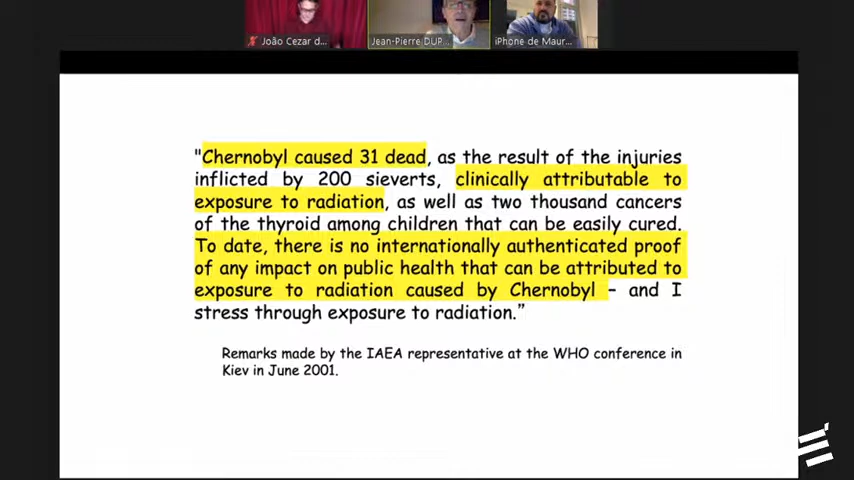 João Cezar d...
Jean-Pierre DUP...
iPhone de Maur...
"Chernobyl caused 31 dead, as the result of the injuries
inflicted by 200 sieverts, clinically attributable to
exposure to radiation, as well as two thousand cancers
of the thyroid among children that can be easily cured.
To date, there is no internationally authenticated proof
of any impact on public health that can be attributed to
exposure to radiation caused by Chernobyl – and I
stress through exposure to radiation.”
Remarks made by the IAEA representative at the WHO conference in
Kiev in June 2001.